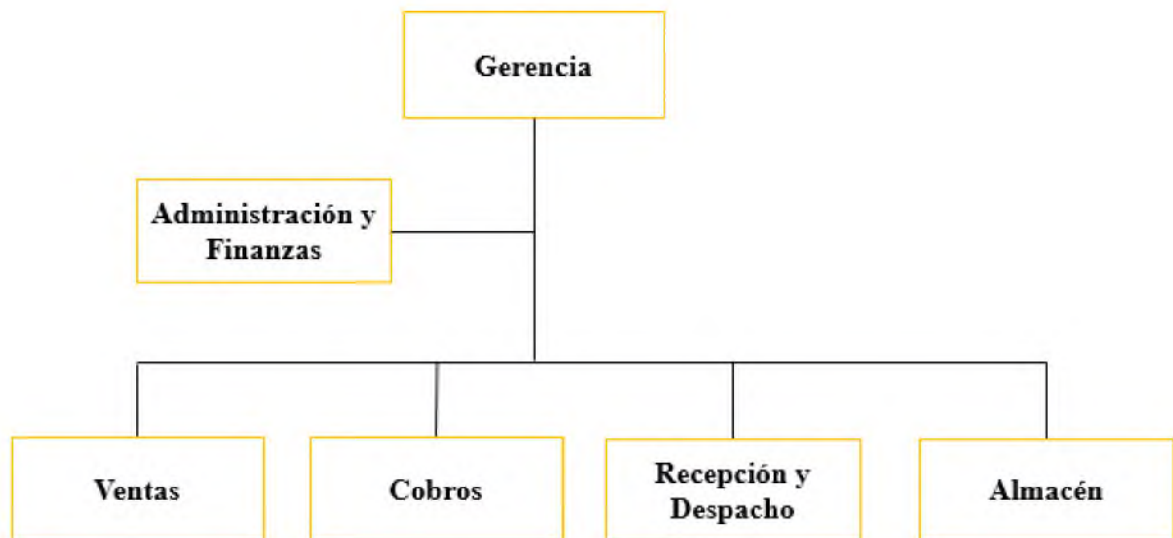 Gerencia
Administración y
Finanzas
Ventas
Cobros
Recepción y
Despacho
Almacén